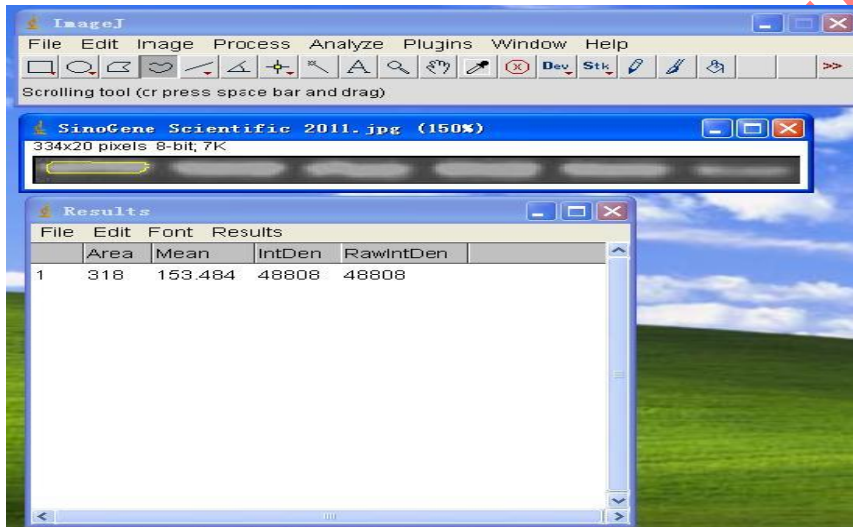 ImageJ
File Edit Image Process Analyze Plugins Window Help
A Dev Stk >>
Scrolling tool (or press space bar and drag)
SinoGene Scientific 2011.jpg (150%)
334x20 pixels 8-bit; 7K
Results
File Edit Font Results
Area Mean IntDen RawIntDen
1 318 153.484 48808 48808